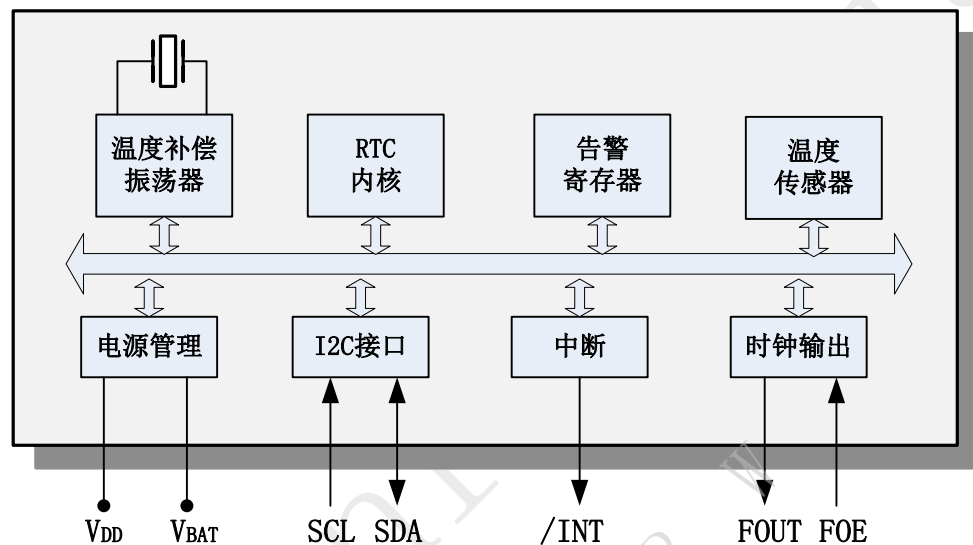 温度补偿
振荡器
RTC
内核
告警
寄存器
温度
传感器
电源管理
I2C接口
中断
时钟输出
VDD
VBAT
SCL SDA
/INT
FOUT FOE